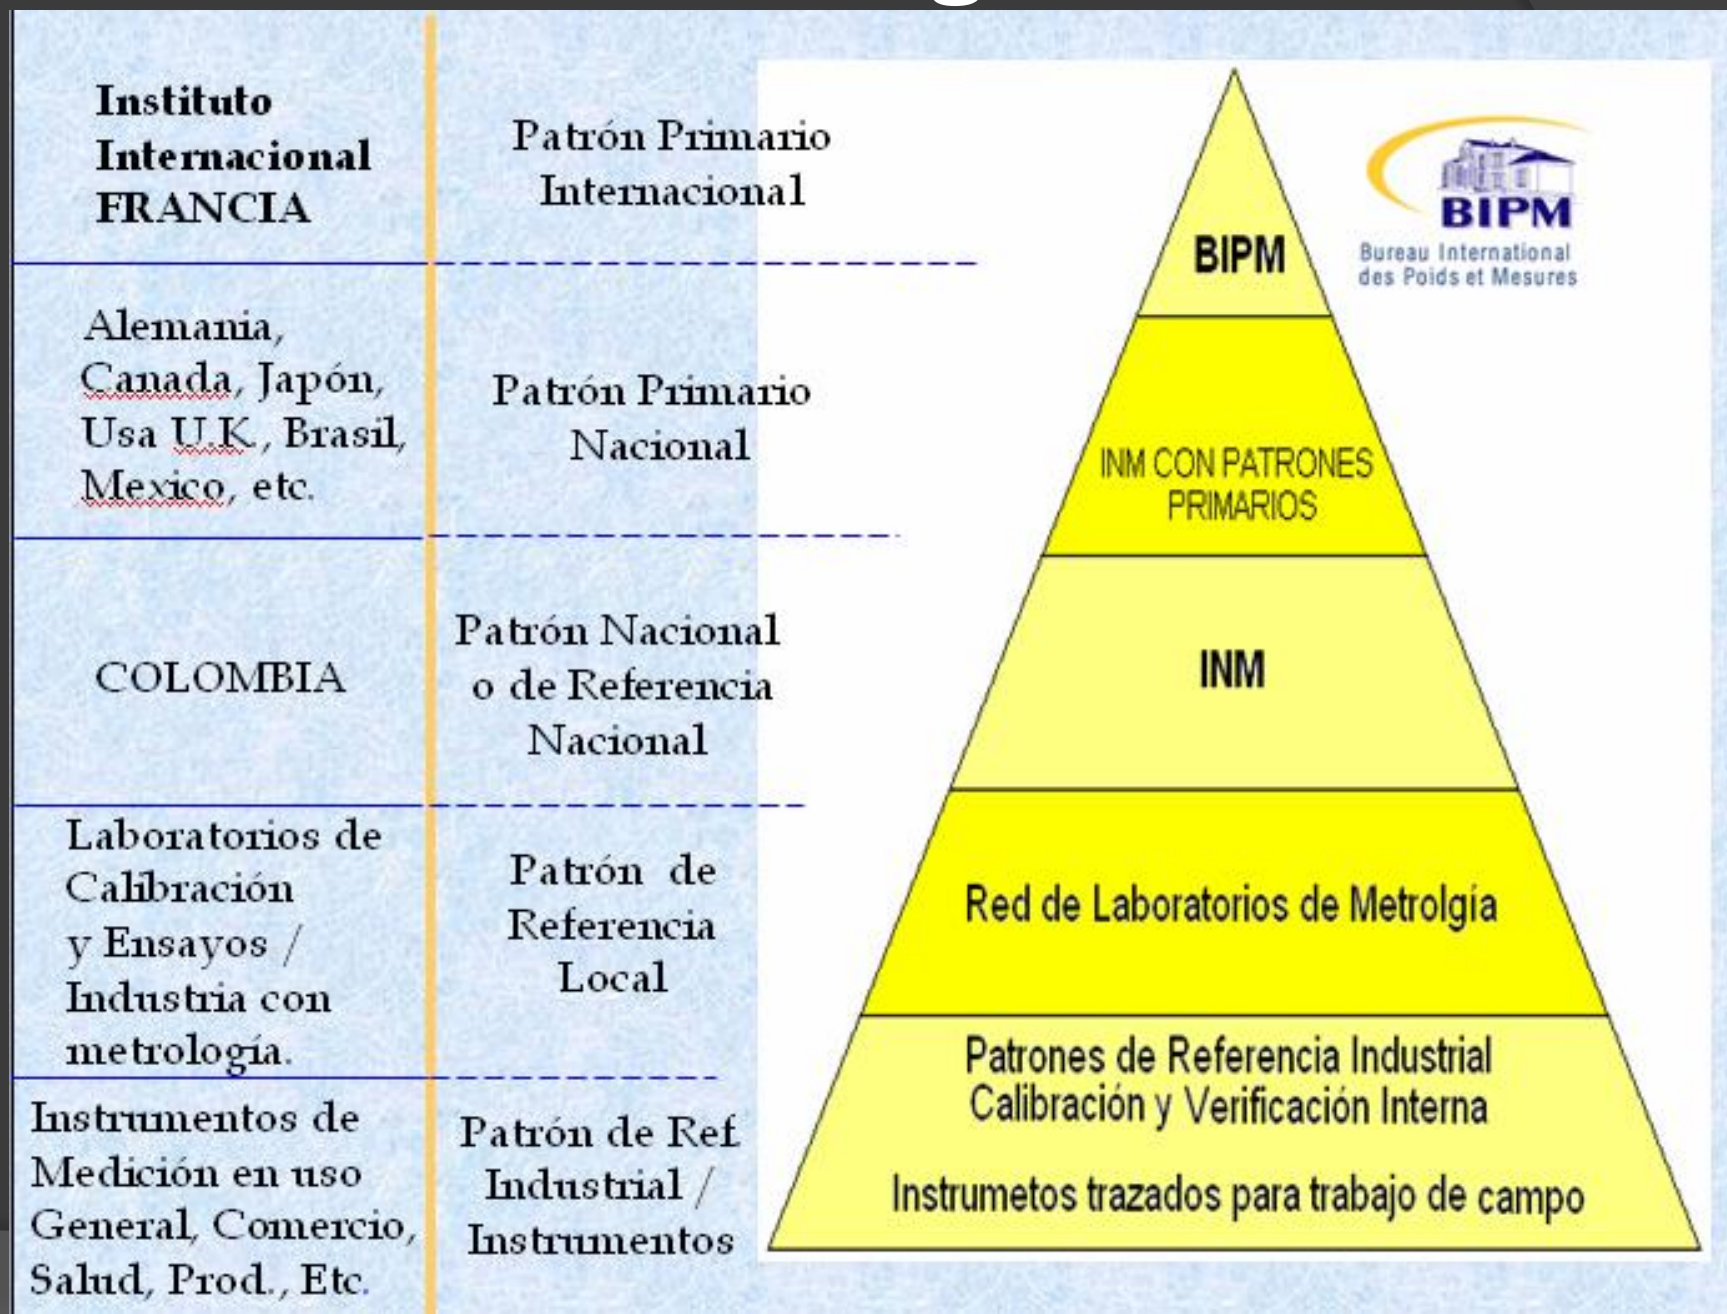 Instituto
Internacional
FRANCIA
Patrón Primario
Internacional
BIPM
BIPM
Bureau International
des Poids et Mesures
Alemania,
Canada, Japón,
Usa U.K., Brasil,
Mexico, etc.
Patrón Primario
Nacional
INM CON PATRONES
PRIMARIOS
COLOMBIA
Patrón Nacional
o de Referencia
Nacional
INM
Laboratorios de
Calibración
y Ensayos /
Industria con
metrología.
Patrón de
Referencia
Local
Red de Laboratorios de Metrolgía
Instrumentos de
Medición en uso
General, Comercio,
Salud, Prod., Etc.
Patrón de Ref.
Industrial /
Instrumentos
Patrones de Referencia Industrial
Calibración y Verificación Interna
Instrumetos trazados para trabajo de campo